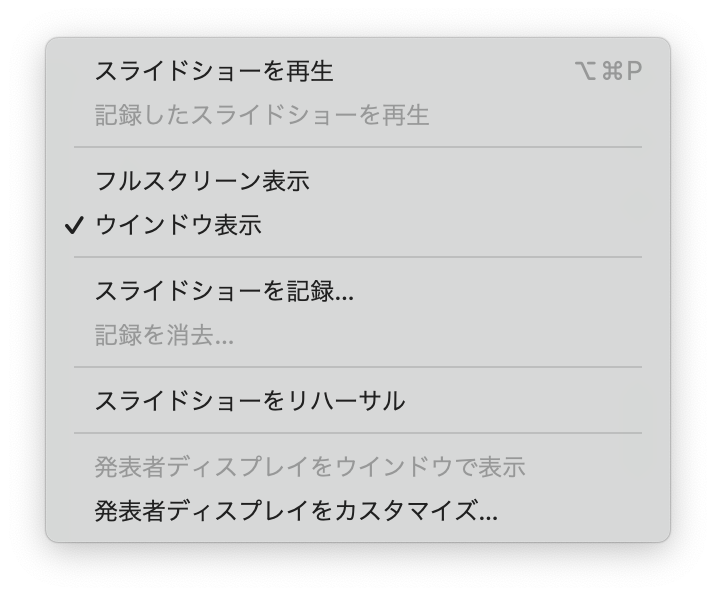 スライドショーを再生 ⌥⌘P
記録したスライドショーを再生
フルスクリーン表示
✓ ウインドウ表示
スライドショーを記録...
記録を消去...
スライドショーをリハーサル
発表者ディスプレイをウインドウで表示
発表者ディスプレイをカスタマイズ...